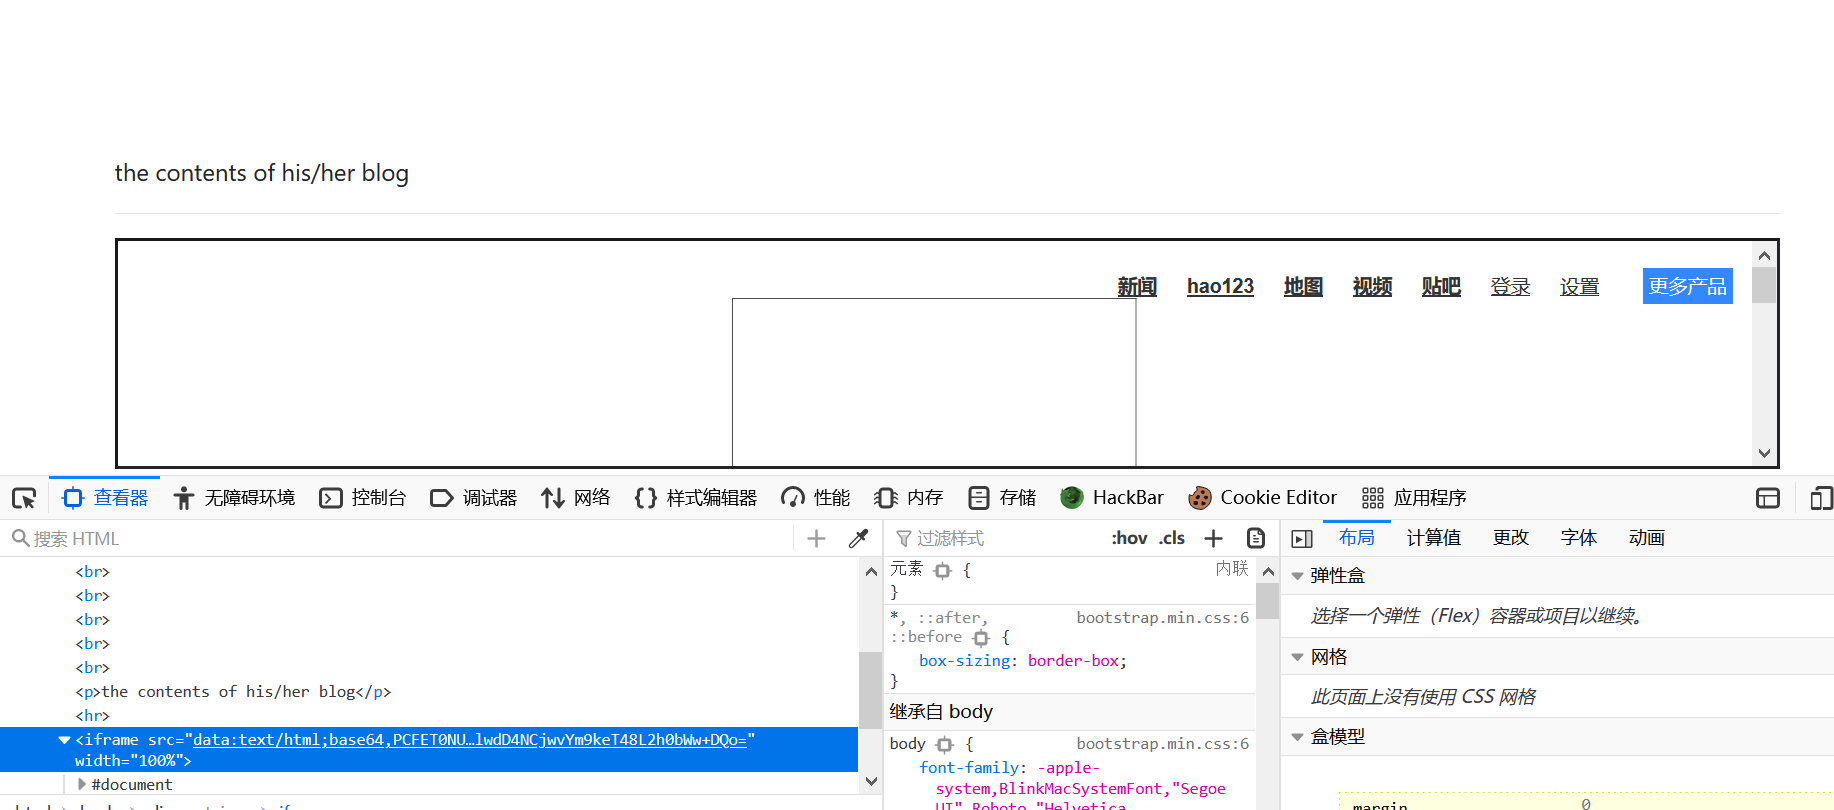 the contents of his/her blog
新闻 hao123 地图 视频 贴吧 登录 设置 更多产品
查看器 无障碍环境 控制台 调试器 网络 样式编辑器 性能 内存 存储 HackBar Cookie Editor 应用程序
搜索 HTML
<br>
<br>
<br>
<br>
<br>
<p>the contents of his/her blog</p>
<hr>
<iframe src="data:text/html;base64,PCFET0NU…lwdD4NCjwvYm9keT48L2h0bWw+DQo="
width="100%">
#document
过滤样式 :hov .cls
元素 { 内联
}
*, ::after, bootstrap.min.css:6
::before {
box-sizing: border-box;
}
继承自 body
body { bootstrap.min.css:6
font-family: -apple-
system,BlinkMacSystemFont,"Segoe
UI",Roboto,"Helvetica
布局 计算值 更改 字体 动画
弹性盒
选择一个弹性（Flex）容器或项目以继续。
网格
此页面上没有使用 CSS 网格
盒模型
margin 0